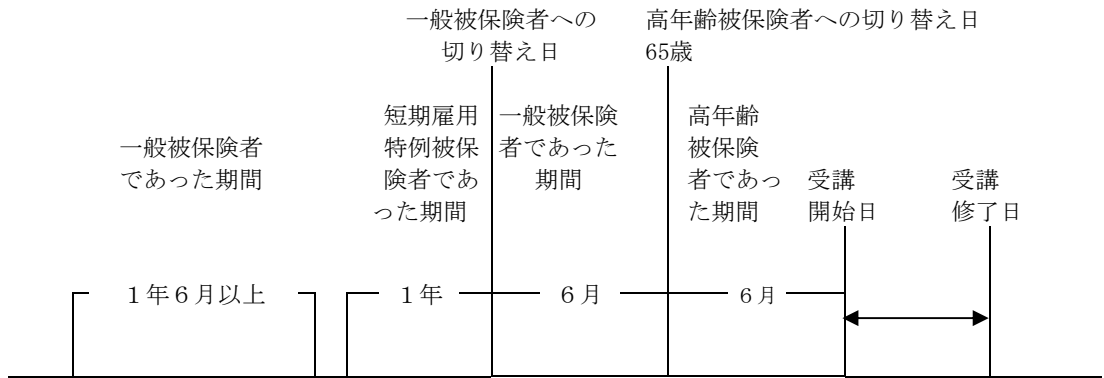 一般被保険者への
切り替え日
高年齢被保険者への切り替え日
65歳
一般被保険者
であった期間
短期雇用
特例被保
険者であ
った期間
一般被保険
者であった
期間
高年齢
被保険
者であっ
た期間
受講
開始日
受講
修了日
１年６月以上
１年
６月
６月